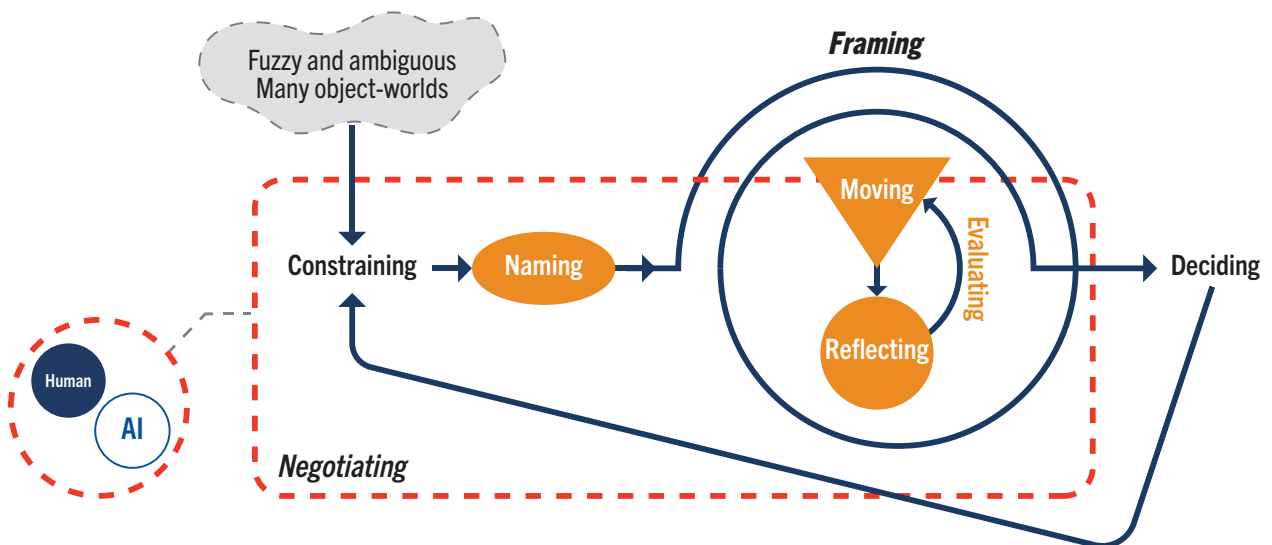 Fuzzy and ambiguous
Many object-worlds
Framing
Moving
Evaluating
Constraining
Naming
Deciding
Reflecting
Human
AI
Negotiating